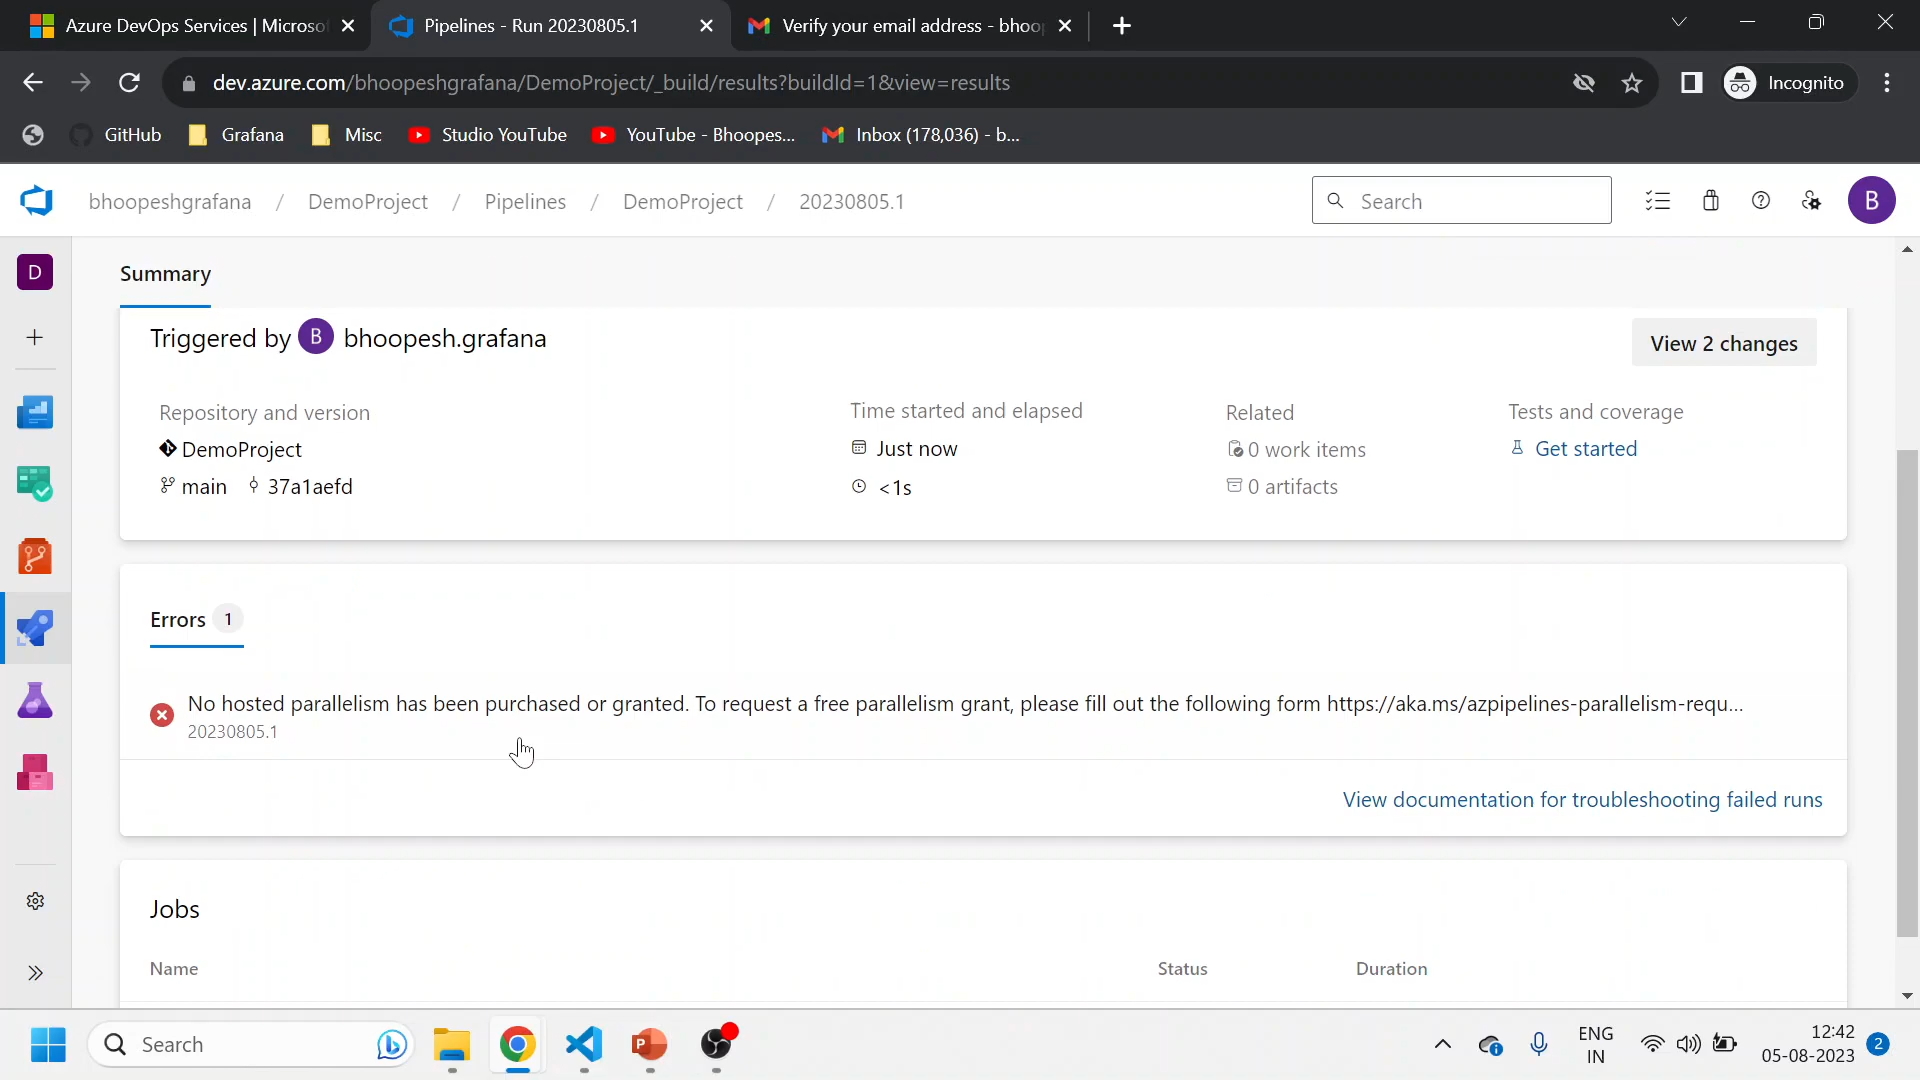 Azure DevOps Services | Microso
Pipelines - Run 20230805.1
Verify your email address - bhoo
dev.azure.com/bhoopeshgrafana/DemoProject/_build/results?buildId=1&view=results
Incognito
GitHub
Grafana
Misc
Studio YouTube
YouTube - Bhoopes...
Inbox (178,036) - b...
bhoopeshgrafana / DemoProject / Pipelines / DemoProject / 20230805.1
Search
B
D
Summary
Triggered by B bhoopesh.grafana
View 2 changes
Repository and version
DemoProject
main 37a1aefd
Time started and elapsed
Just now
<1s
Related
0 work items
0 artifacts
Tests and coverage
Get started
Errors 1
No hosted parallelism has been purchased or granted. To request a free parallelism grant, please fill out the following form https://aka.ms/azpipelines-parallelism-requ...
20230805.1
View documentation for troubleshooting failed runs
Jobs
Name Status Duration
Search
ENG
IN
12:42
05-08-2023
2